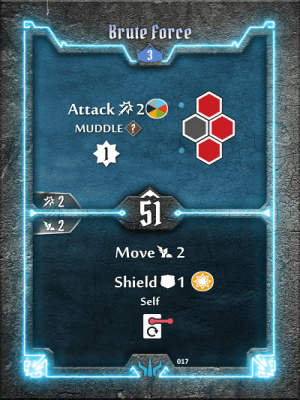 Brute Force
3
Attack 2
MUDDLE ?
1
2
51
2
Move 2
Shield 1
Self
017